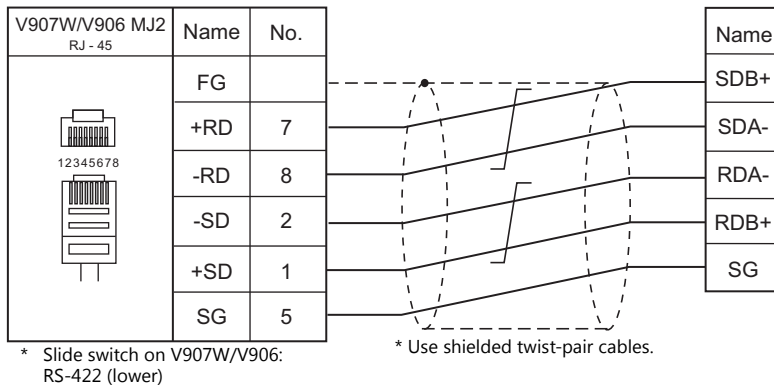 V907W/V906 MJ2
RJ - 45
Name No.
12345678
FG
+RD 7
-RD 8
-SD 2
+SD 1
SG 5
Name
SDB+
SDA-
RDA-
RDB+
SG
* Slide switch on V907W/V906:
RS-422 (lower)
* Use shielded twist-pair cables.